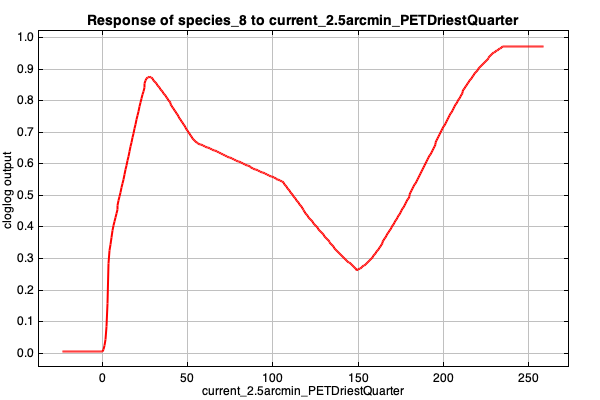 Response of species_8 to current_2.5arcmin_PETDriestQuarter
1.0
0.9
0.8
0.7
0.6
0.5
0.4
0.3
0.2
0.1
0.0
cloglog output
0 50 100 150 200 250
current_2.5arcmin_PETDriestQuarter